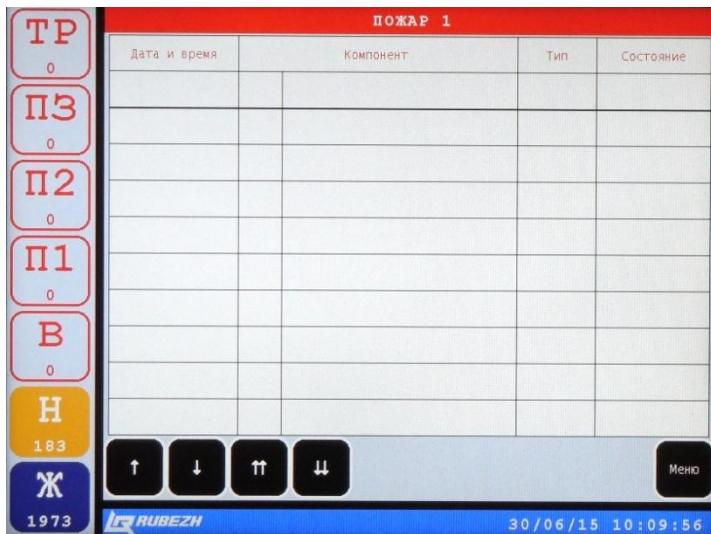 ТР
0
ПЗ
0
П2
0
П1
0
В
0
Н
183
Ж
1973
ПОЖАР 1
Дата и время Компонент Тип Состояние
↑ ↓ ⇈ ⇊ Меню
RUBEZH 30/06/15 10:09:56